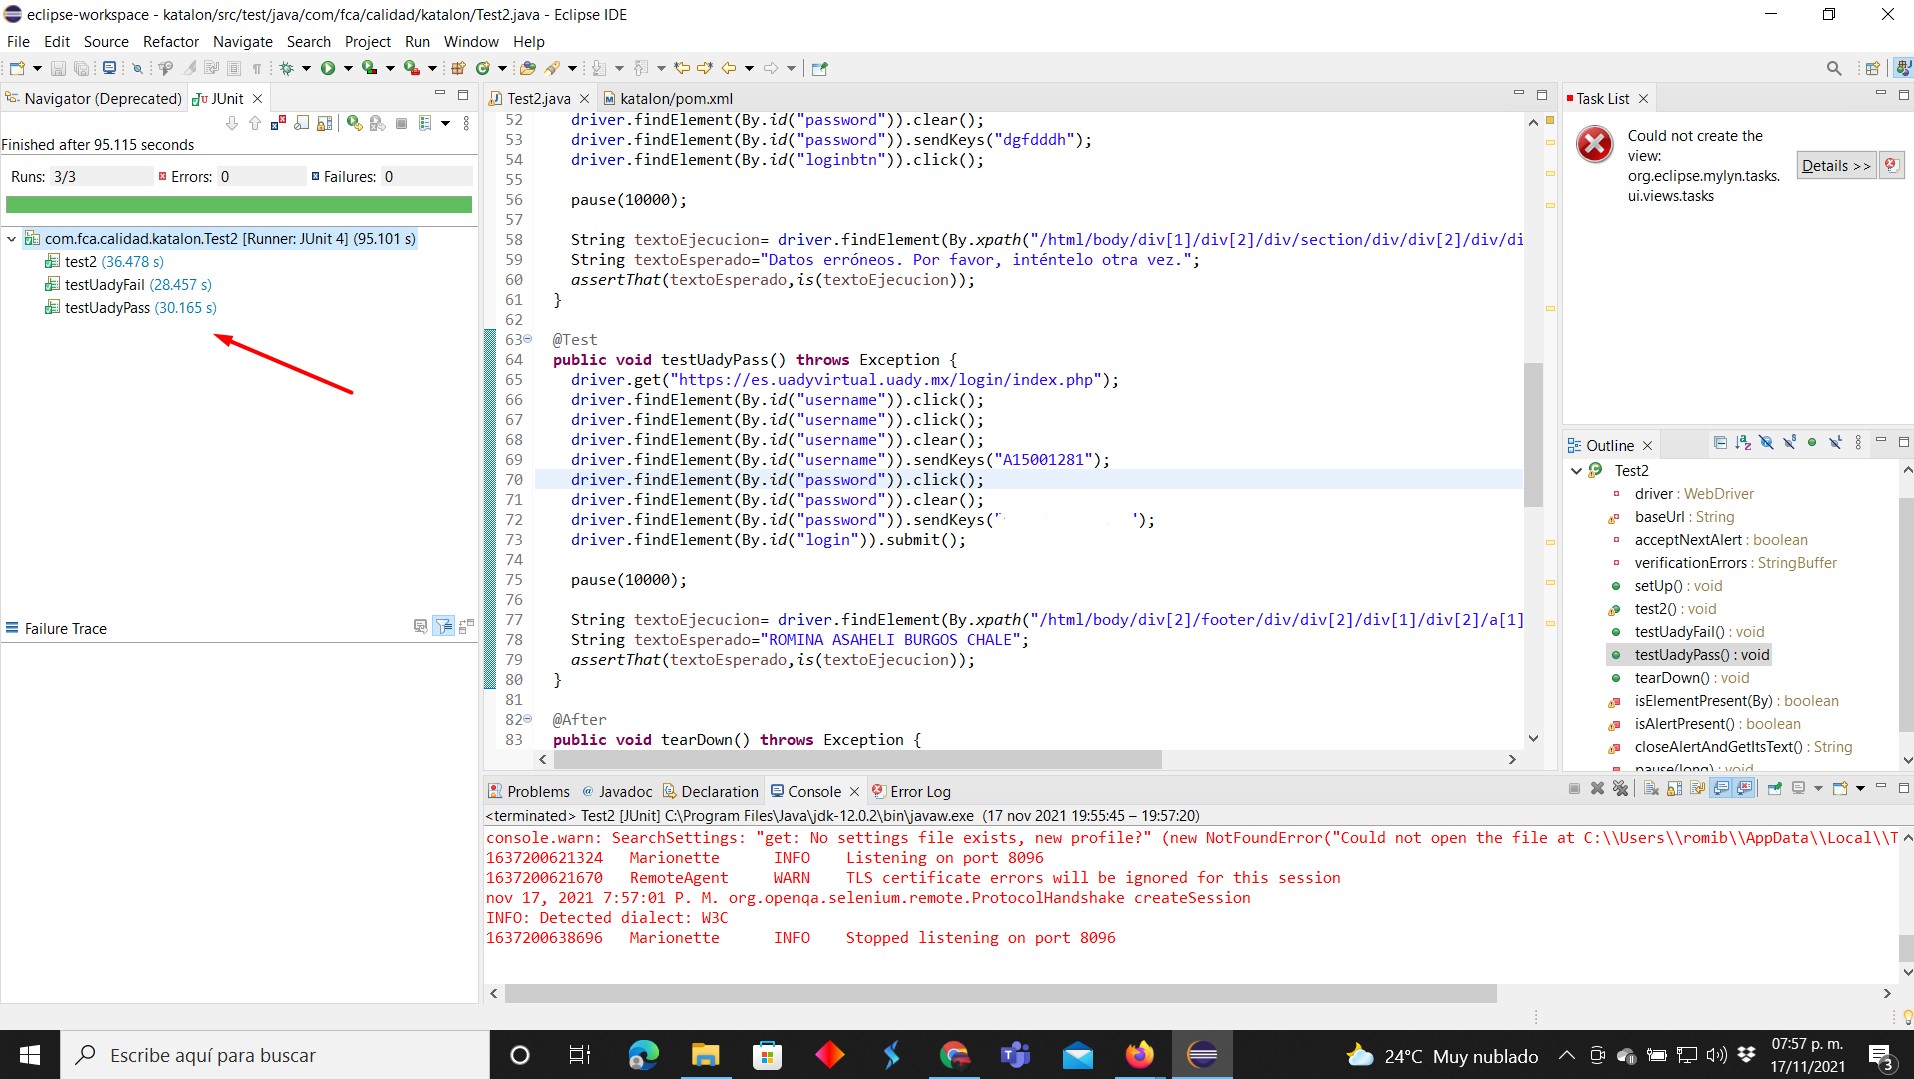 eclipse-workspace - katalon/src/test/java/com/fca/calidad/katalon/Test2.java - Eclipse IDE
File Edit Source Refactor Navigate Search Project Run Window Help
Navigator (Deprecated) JUnit
Finished after 95.115 seconds
Runs: 3/3 Errors: 0 Failures: 0
com.fca.calidad.katalon.Test2 [Runner: JUnit 4] (95.101 s)
test2 (36.478 s)
testUadyFail (28.457 s)
testUadyPass (30.165 s)
Failure Trace
Test2.java katalon/pom.xml
52 driver.findElement(By.id("password")).clear();
53 driver.findElement(By.id("password")).sendKeys("dgfdddh");
54 driver.findElement(By.id("loginbtn")).click();
55
56 pause(10000);
57
58 String textoEjecucion= driver.findElement(By.xpath("/html/body/div[1]/div[2]/div/section/div/div[2]/div/di
59 String textoEsperado="Datos erróneos. Por favor, inténtelo otra vez.";
60 assertThat(textoEsperado,is(textoEjecucion));
61 }
62
63 @Test
64 public void testUadyPass() throws Exception {
65 driver.get("https://es.uadyvirtual.uady.mx/login/index.php");
66 driver.findElement(By.id("username")).click();
67 driver.findElement(By.id("username")).click();
68 driver.findElement(By.id("username")).clear();
69 driver.findElement(By.id("username")).sendKeys("A15001281");
70 driver.findElement(By.id("password")).click();
71 driver.findElement(By.id("password")).clear();
72 driver.findElement(By.id("password")).sendKeys(" ");
73 driver.findElement(By.id("login")).submit();
74
75 pause(10000);
76
77 String textoEjecucion= driver.findElement(By.xpath("/html/body/div[2]/footer/div/div[2]/div[1]/div[2]/a[1]
78 String textoEsperado="ROMINA ASAHELI BURGOS CHALE";
79 assertThat(textoEsperado,is(textoEjecucion));
80 }
81
82 @After
83 public void tearDown() throws Exception {
Task List
Could not create the
view:
org.eclipse.mylyn.tasks.
ui.views.tasks
Details >>
Outline
Test2
driver : WebDriver
baseUrl : String
acceptNextAlert : boolean
verificationErrors : StringBuffer
setUp() : void
test2() : void
testUadyFail() : void
testUadyPass() : void
tearDown() : void
isElementPresent(By) : boolean
isAlertPresent() : boolean
closeAlertAndGetItsText() : String
pause(long) : void
Problems Javadoc Declaration Console Error Log
<terminated> Test2 [JUnit] C:\Program Files\Java\jdk-12.0.2\bin\javaw.exe (17 nov 2021 19:55:45 – 19:57:20)
console.warn: SearchSettings: "get: No settings file exists, new profile?" (new NotFoundError("Could not open the file at C:\\Users\\romib\\AppData\\Local\\T
1637200621324 Marionette INFO Listening on port 8096
1637200621670 RemoteAgent WARN TLS certificate errors will be ignored for this session
nov 17, 2021 7:57:01 P. M. org.openqa.selenium.remote.ProtocolHandshake createSession
INFO: Detected dialect: W3C
1637200638696 Marionette INFO Stopped listening on port 8096
Escribe aquí para buscar
24°C Muy nublado
07:57 p. m.
17/11/2021
3